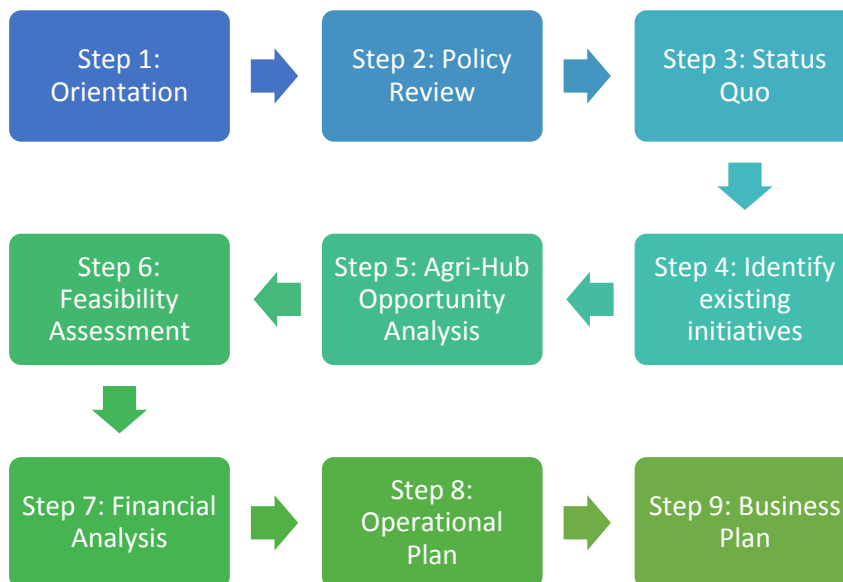 Step 1:
Orientation
Step 2: Policy
Review
Step 3: Status
Quo
Step 4: Identify
existing
initiatives
Step 5: Agri-Hub
Opportunity
Analysis
Step 6:
Feasibility
Assessment
Step 7: Financial
Analysis
Step 8:
Operational
Plan
Step 9: Business
Plan